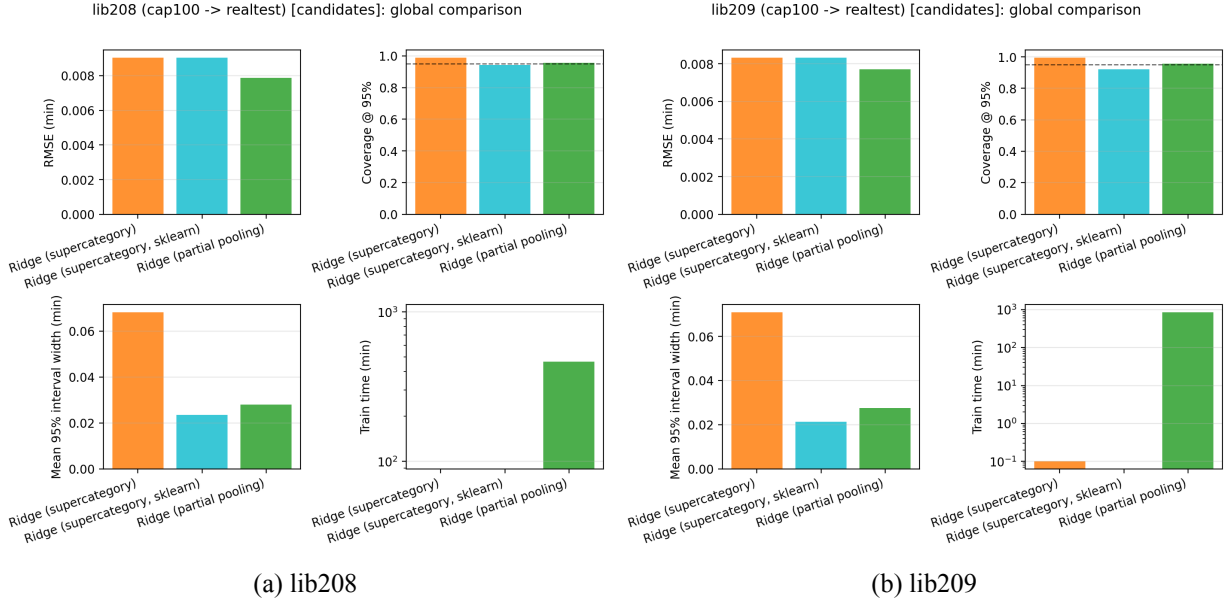 lib208 (cap100 -> realtest) [candidates]: global comparison
RMSE (min)
0.008
0.006
0.004
0.002
0.000
Ridge (supercategory)
Ridge (supercategory, sklearn)
Ridge (partial pooling)
Coverage @ 95%
1.0
0.8
0.6
0.4
0.2
0.0
Ridge (supercategory)
Ridge (supercategory, sklearn)
Ridge (partial pooling)
Mean 95% interval width (min)
0.06
0.04
0.02
0.00
Ridge (supercategory)
Ridge (supercategory, sklearn)
Ridge (partial pooling)
Train time (min)
10³
10²
Ridge (supercategory)
Ridge (supercategory, sklearn)
Ridge (partial pooling)
(a) lib208
lib209 (cap100 -> realtest) [candidates]: global comparison
RMSE (min)
0.008
0.006
0.004
0.002
0.000
Ridge (supercategory)
Ridge (supercategory, sklearn)
Ridge (partial pooling)
Coverage @ 95%
1.0
0.8
0.6
0.4
0.2
0.0
Ridge (supercategory)
Ridge (supercategory, sklearn)
Ridge (partial pooling)
Mean 95% interval width (min)
0.06
0.04
0.02
0.00
Ridge (supercategory)
Ridge (supercategory, sklearn)
Ridge (partial pooling)
Train time (min)
10³
10²
10¹
10⁰
10⁻¹
Ridge (supercategory)
Ridge (supercategory, sklearn)
Ridge (partial pooling)
(b) lib209